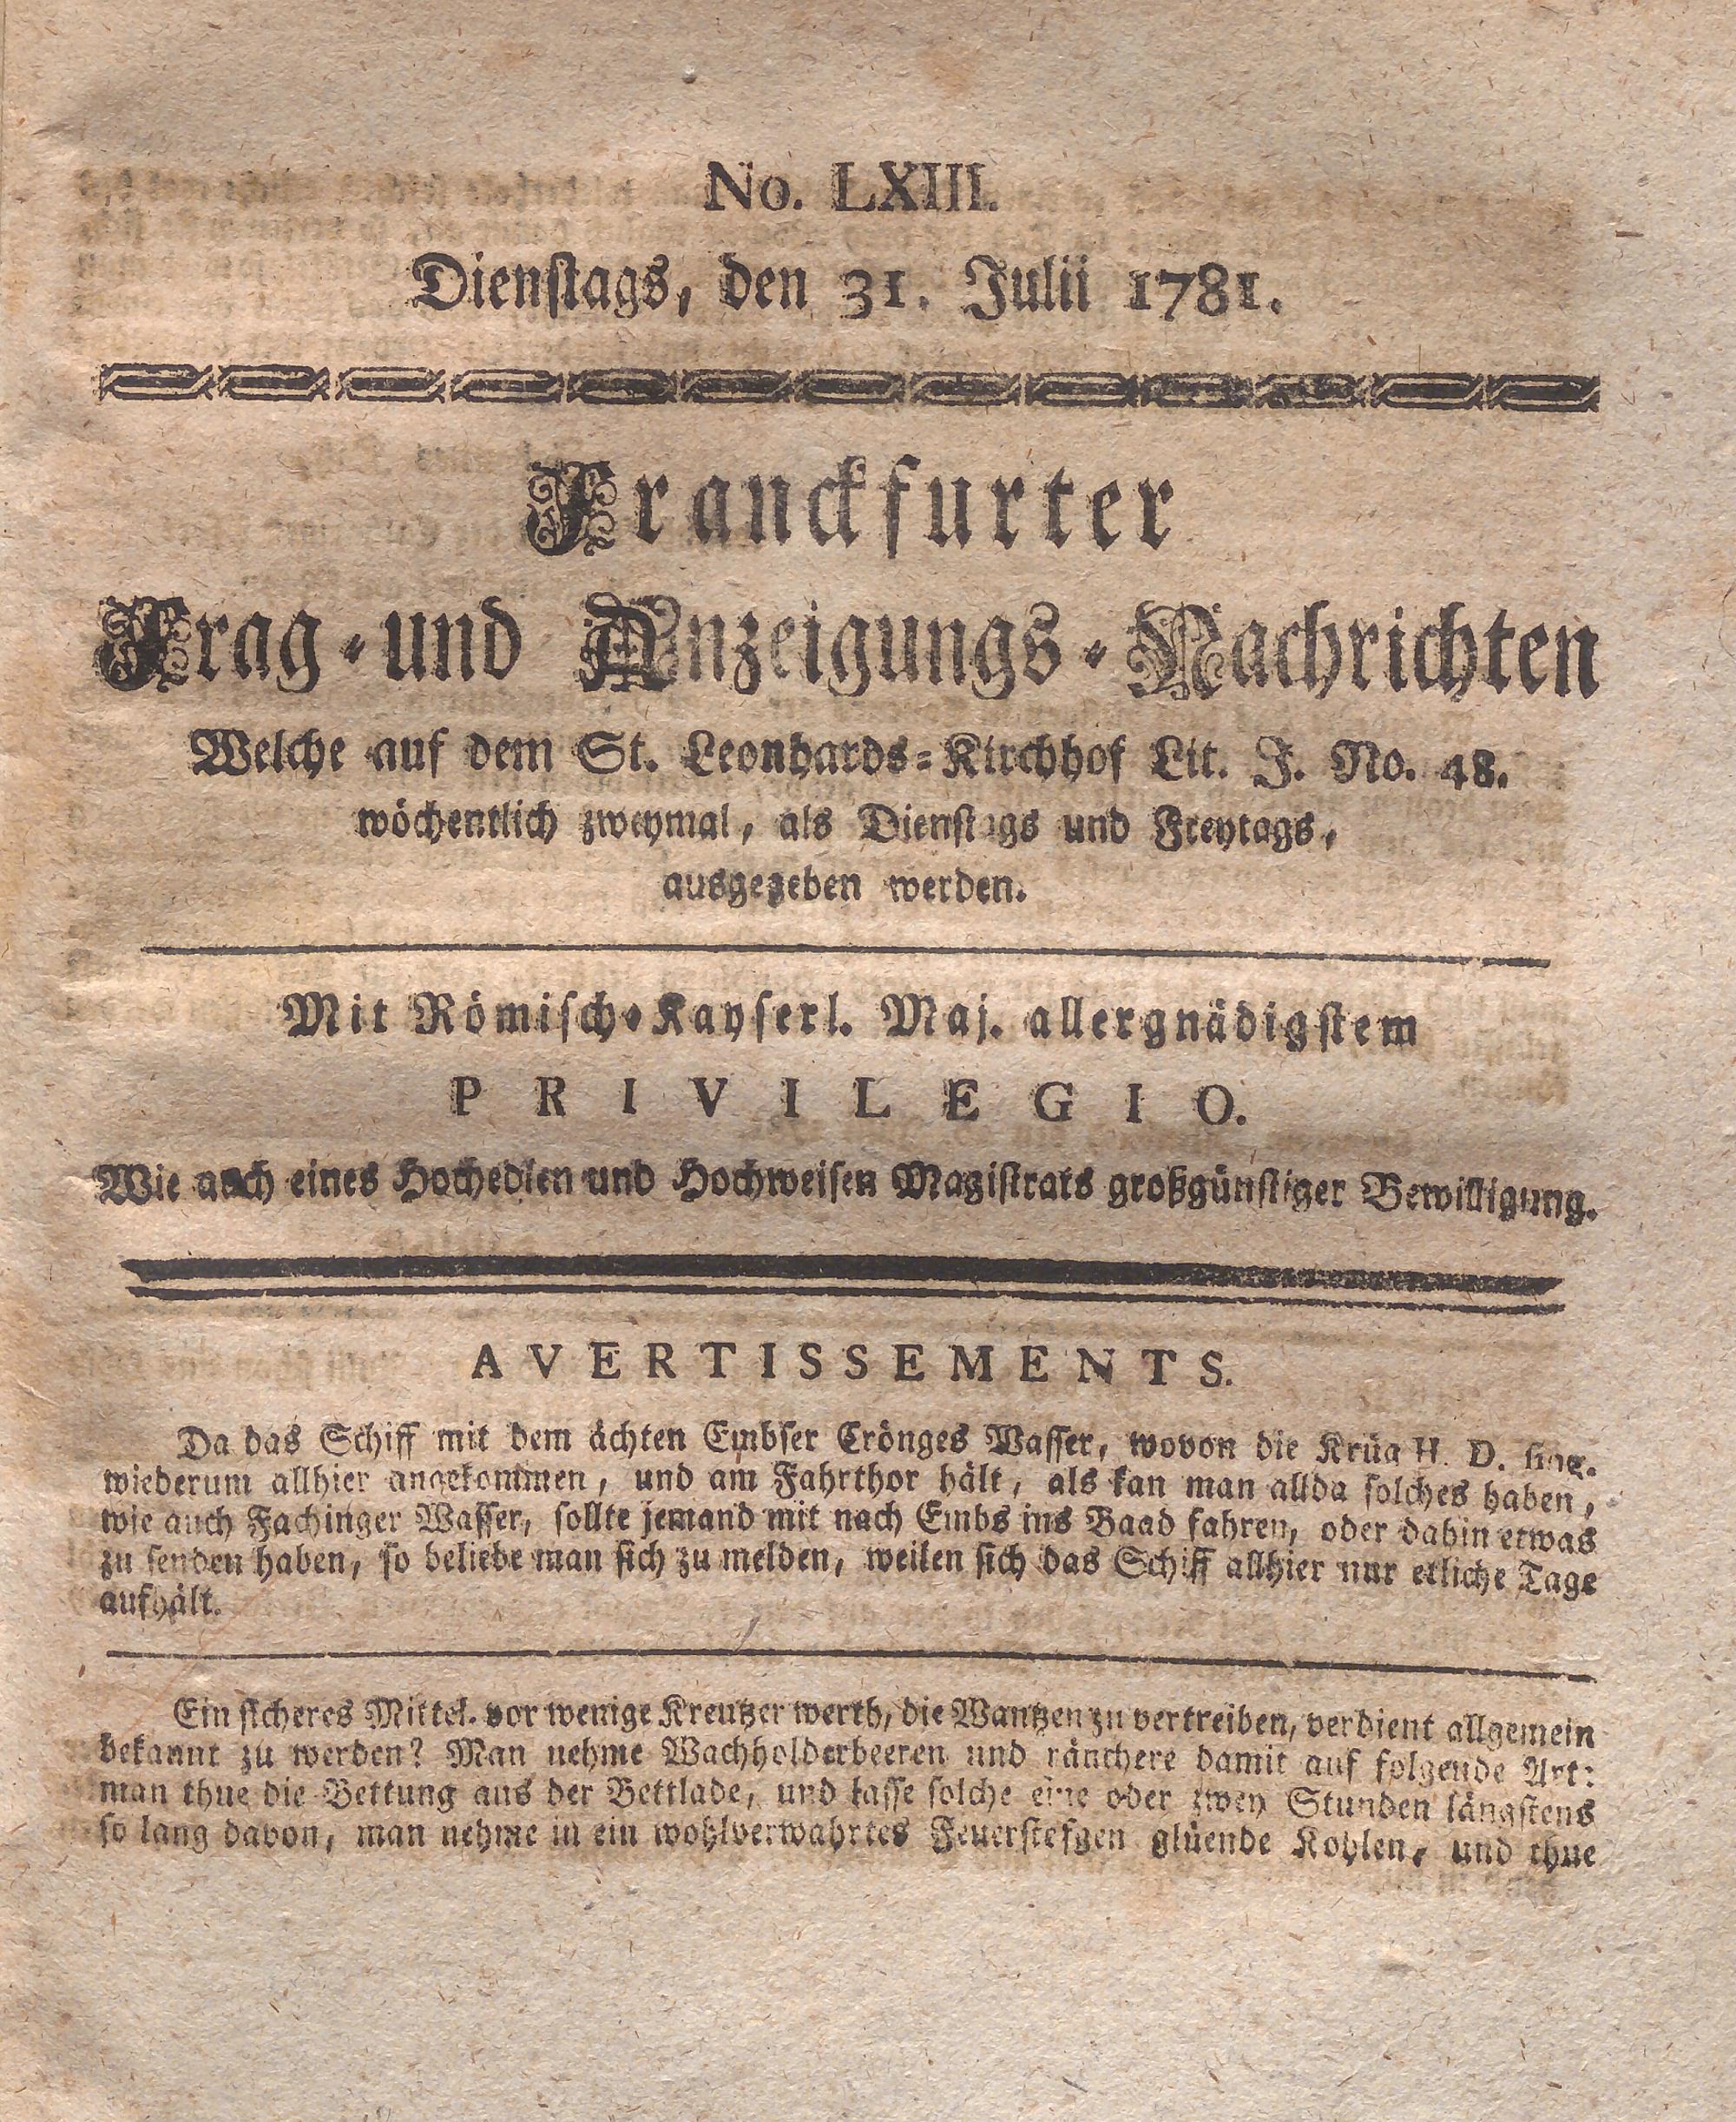 No. LXIII.
Dienstags, den 31. Julii 1781.
Franckfurter
Frag-und Anzeigungs-Nachrichten
Welche auf dem St. Leonhards-Kirchhof Lit. J. No. 48.
wöchentlich zweymal, als Dienstags und Freytags,
ausgegeben werden.
Mit Römisch-Kayserl. Maj. allergnädigstem
PRIVILEGIO.
Wie auch eines Hochedlen und Hochweisen Magistrats großgünstiger Bewilligung.
AVERTISSEMENTS.
Da das Schiff mit dem ächten Embser Crönges Wasser, wovon die Krüg H. D.
wiederum allhier angekommen, und am Fahrthor hält, als kan man allda solches haben,
wie auch Fachinger Wasser, sollte jemand mit nach Embs ins Baad fahren, oder dahin etwas
zu senden haben, so beliebe man sich zu melden, weilen sich das Schiff allhier nur etliche Tage
aufhält.
Ein sicheres Mittel. vor wenige Kreutzer werth, die Wantzen zu vertreiben, verdient allgemein
bekannt zu werden? Man nehme Wachholderbeeren und räuchere damit auf folgende Art:
man thue die Bettung aus der Bettlade, und lasse solche eine oder zwey Stunden längstens
so lang davon, man nehme in ein wohlverwahrtes glüende Kohlen, und thue